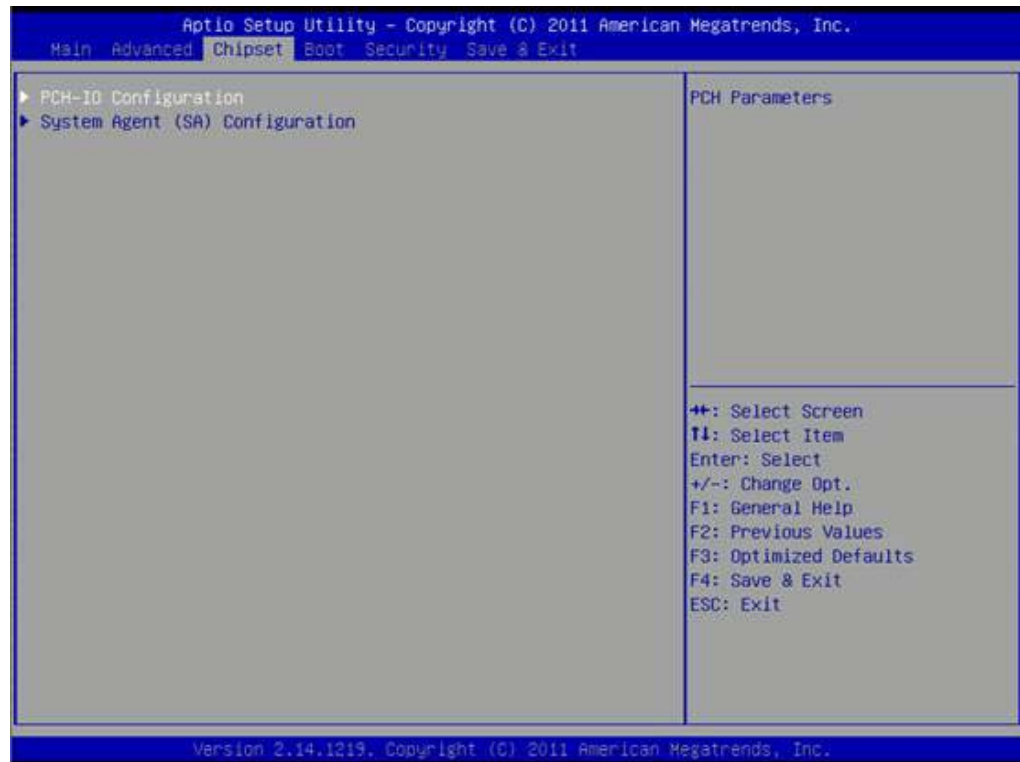 Aptio Setup Utility – Copyright (C) 2011 American Megatrends, Inc.
Main Advanced Chipset Boot Security Save & Exit
▶ PCH-IO Configuration
▶ System Agent (SA) Configuration
PCH Parameters
→←: Select Screen
↑↓: Select Item
Enter: Select
+/-: Change Opt.
F1: General Help
F2: Previous Values
F3: Optimized Defaults
F4: Save & Exit
ESC: Exit
Version 2.14.1219. Copyright (C) 2011 American Megatrends, Inc.